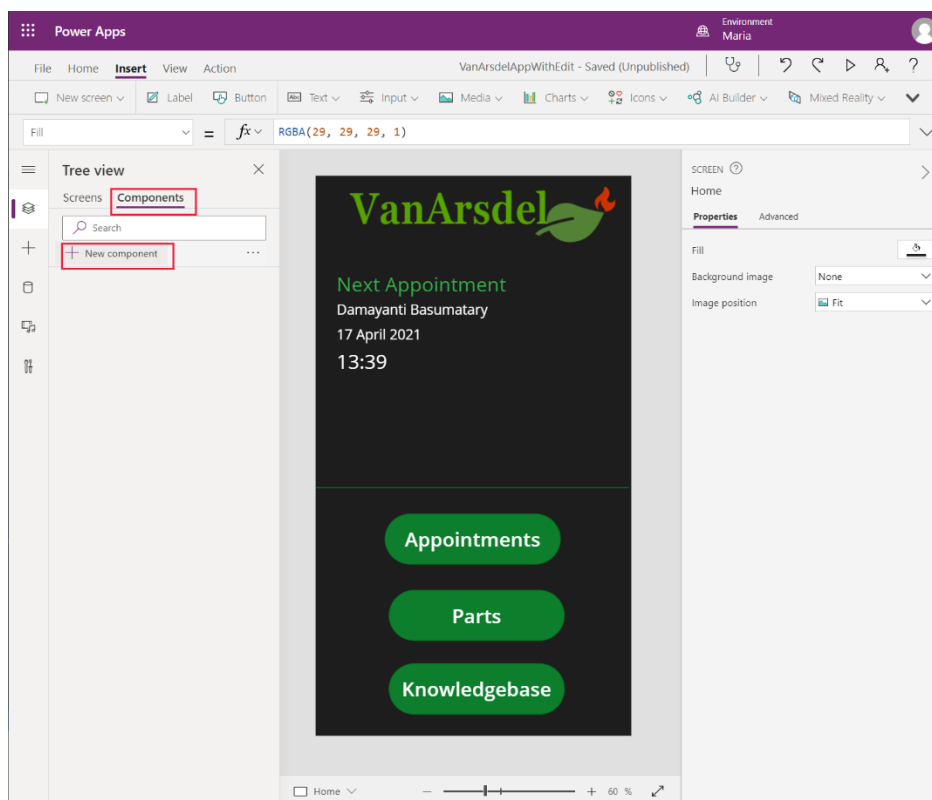 Power Apps
Environment
Maria
File Home Insert View Action
VanArsdelAppWithEdit - Saved (Unpublished)
?
New screen Label Button Abc Text Input Media Charts Icons AI Builder Mixed Reality
Fill = fx RGBA(29, 29, 29, 1)
Tree view
Screens Components
Search
New component ...
VanArsdel
Next Appointment
Damayanti Basumatary
17 April 2021
13:39
Appointments
Parts
Knowledgebase
SCREEN ?
Home
Properties Advanced
Fill
Background image None
Image position Fit
Home
60 %